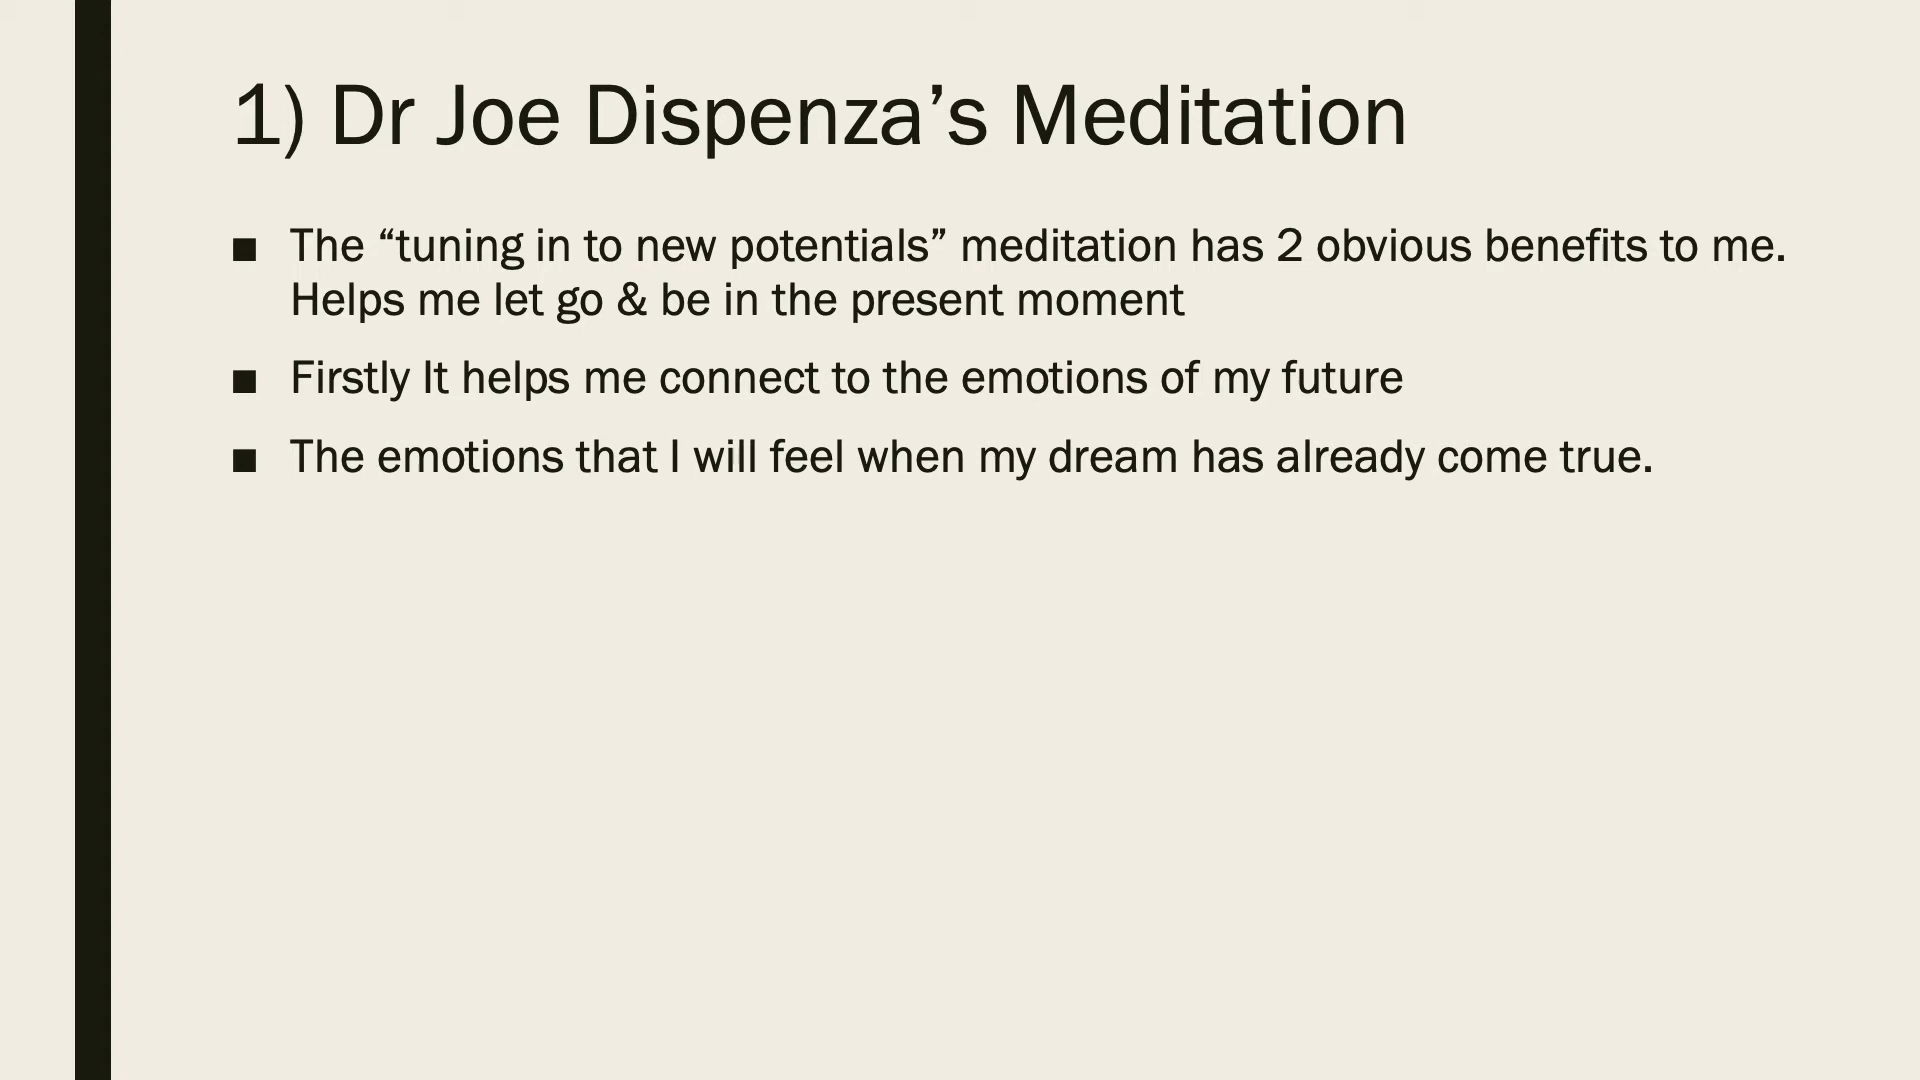 1) Dr Joe Dispenza’s Meditation
■ The “tuning in to new potentials” meditation has 2 obvious benefits to me.
Helps me let go & be in the present moment
■ Firstly It helps me connect to the emotions of my future
■ The emotions that I will feel when my dream has already come true.